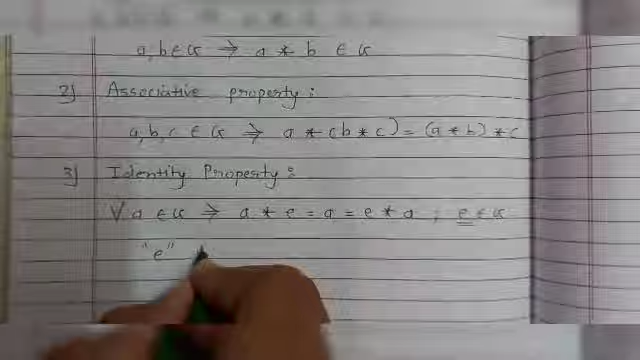 a, b ∈ G ⇒ a * b ∈ G
2) Associative property:
a, b, c ∈ G ⇒ a * (b * c) = (a * b) * c
3) Identity Property:
∀ a ∈ G ⇒ a * e = a = e * a ; e ∈ G
"e"